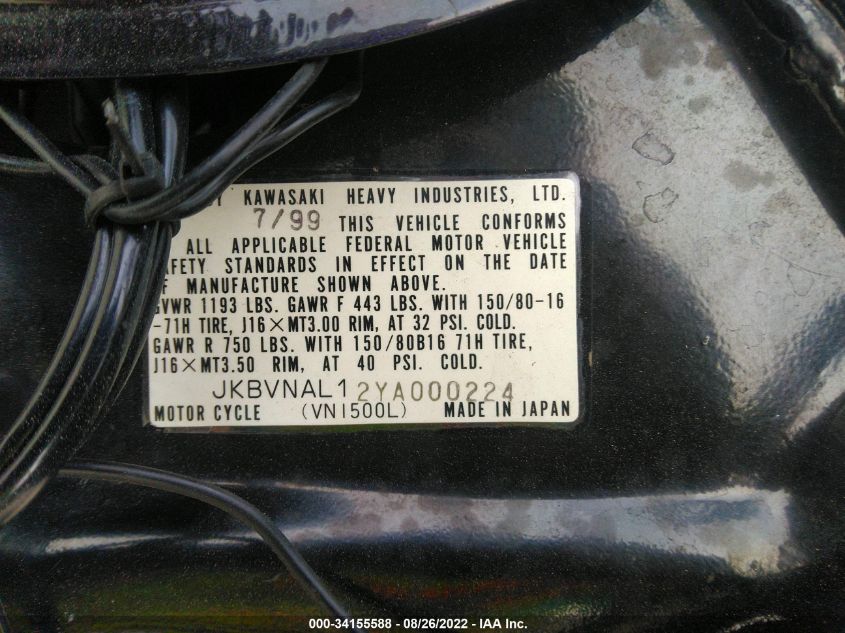 Y KAWASAKI HEAVY INDUSTRIES, LTD.
7/99 THIS VEHICLE CONFORMS
ALL APPLICABLE FEDERAL MOTOR VEHICLE
AFETY STANDARDS IN EFFECT ON THE DATE
F MANUFACTURE SHOWN ABOVE.
GVWR 1193 LBS. GAWR F 443 LBS. WITH 150/80-16
-71H TIRE, J16×MT3.00 RIM, AT 32 PSI. COLD.
GAWR R 750 LBS. WITH 150/80B16 71H TIRE,
J16×MT3.50 RIM, AT 40 PSI. COLD.
JKBVNAL12YA000224
MOTOR CYCLE (VN1500L) MADE IN JAPAN
000-34155588 - 08/26/2022 - © IAA Inc.